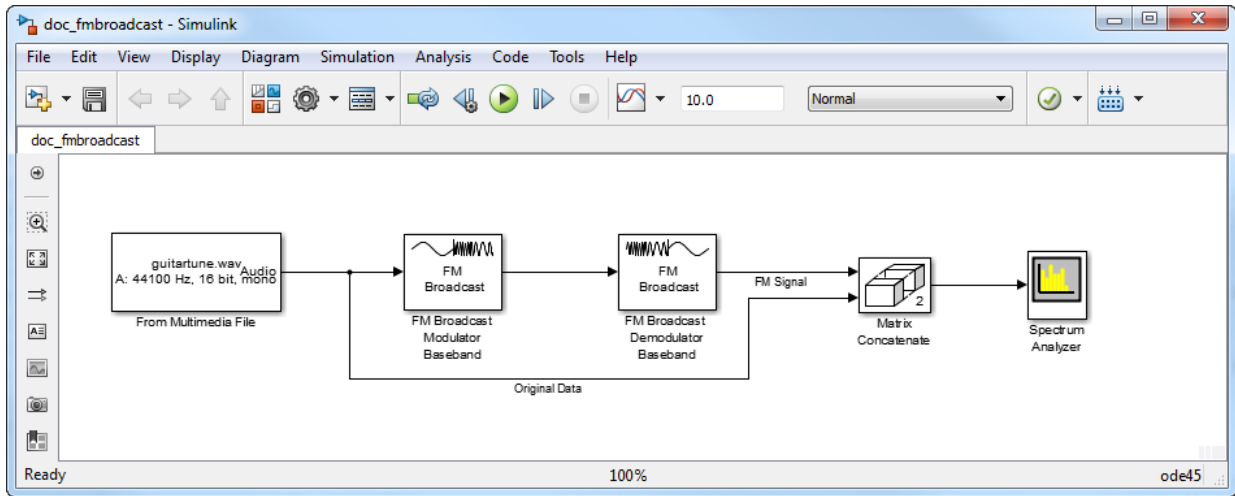 doc_fmbroadcast - Simulink
File Edit View Display Diagram Simulation Analysis Code Tools Help
10.0 Normal
doc_fmbroadcast
guitartune.wav
A: 44100 Hz, 16 bit, mono
Audio
From Multimedia File
FM
Broadcast
FM Broadcast
Modulator
Baseband
FM
Broadcast
FM Broadcast
Demodulator
Baseband
FM Signal
Original Data
2
Matrix
Concatenate
Spectrum
Analyzer
Ready 100% ode45